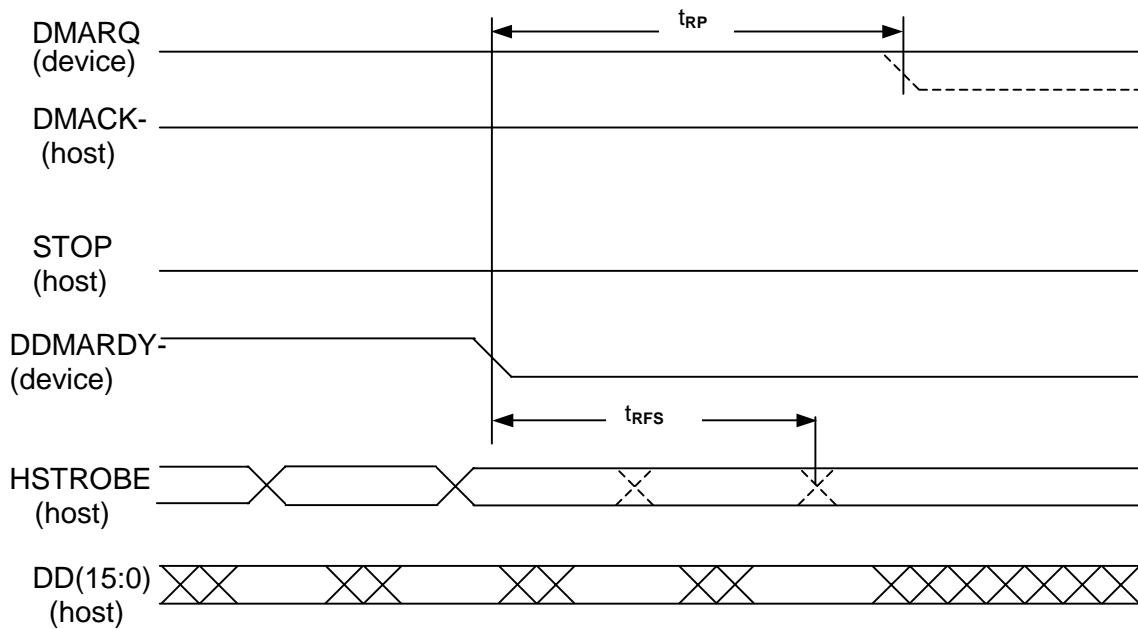 DMARQ
(device)
t_RP
DMACK-
(host)
STOP
(host)
DDMARDY-
(device)
t_RFS
HSTROBE
(host)
DD(15:0)
(host)